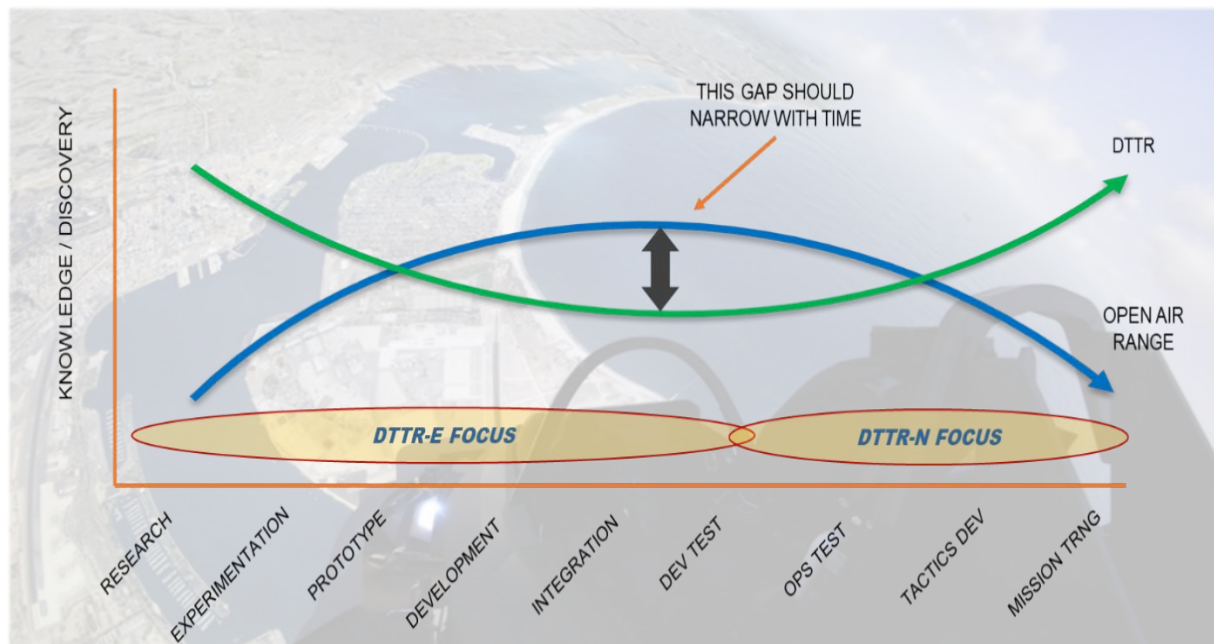 THIS GAP SHOULD
NARROW WITH TIME
DTTR
KNOWLEDGE / DISCOVERY
OPEN AIR
RANGE
DTTR-E FOCUS
DTTR-N FOCUS
RESEARCH
EXPERIMENTATION
PROTOTYPE
DEVELOPMENT
INTEGRATION
DEV TEST
OPS TEST
TACTICS DEV
MISSION TRNG